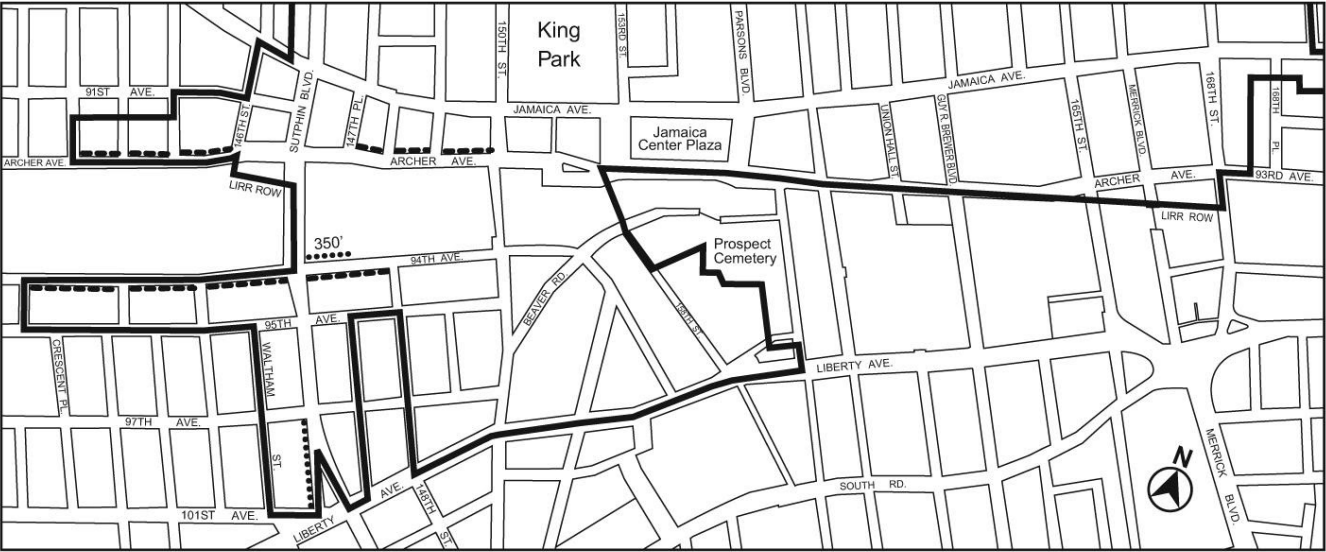 King
Park
150TH ST.
153RD ST.
PARSONS BLVD.
JAMAICA AVE.
168TH ST.
168TH
PL.
91ST AVE.
146TH ST.
SUTPHIN BLVD.
147TH PL.
JAMAICA AVE.
Jamaica
Center Plaza
UNION HALL ST.
GUY R. BREWER BLVD.
165TH ST.
MERRICK BLVD.
ARCHER AVE.
ARCHER AVE.
ARCHER AVE.
93RD AVE.
LIRR ROW
LIRR ROW
350'
94TH AVE.
Prospect
Cemetery
BEAVER RD.
158TH ST.
95TH AVE.
CRESCENT PL.
WALTHAM
ST.
LIBERTY AVE.
97TH AVE.
101ST AVE.
LIBERTY AVE.
148TH
ST.
SOUTH RD.
MERRICK
BLVD.
N